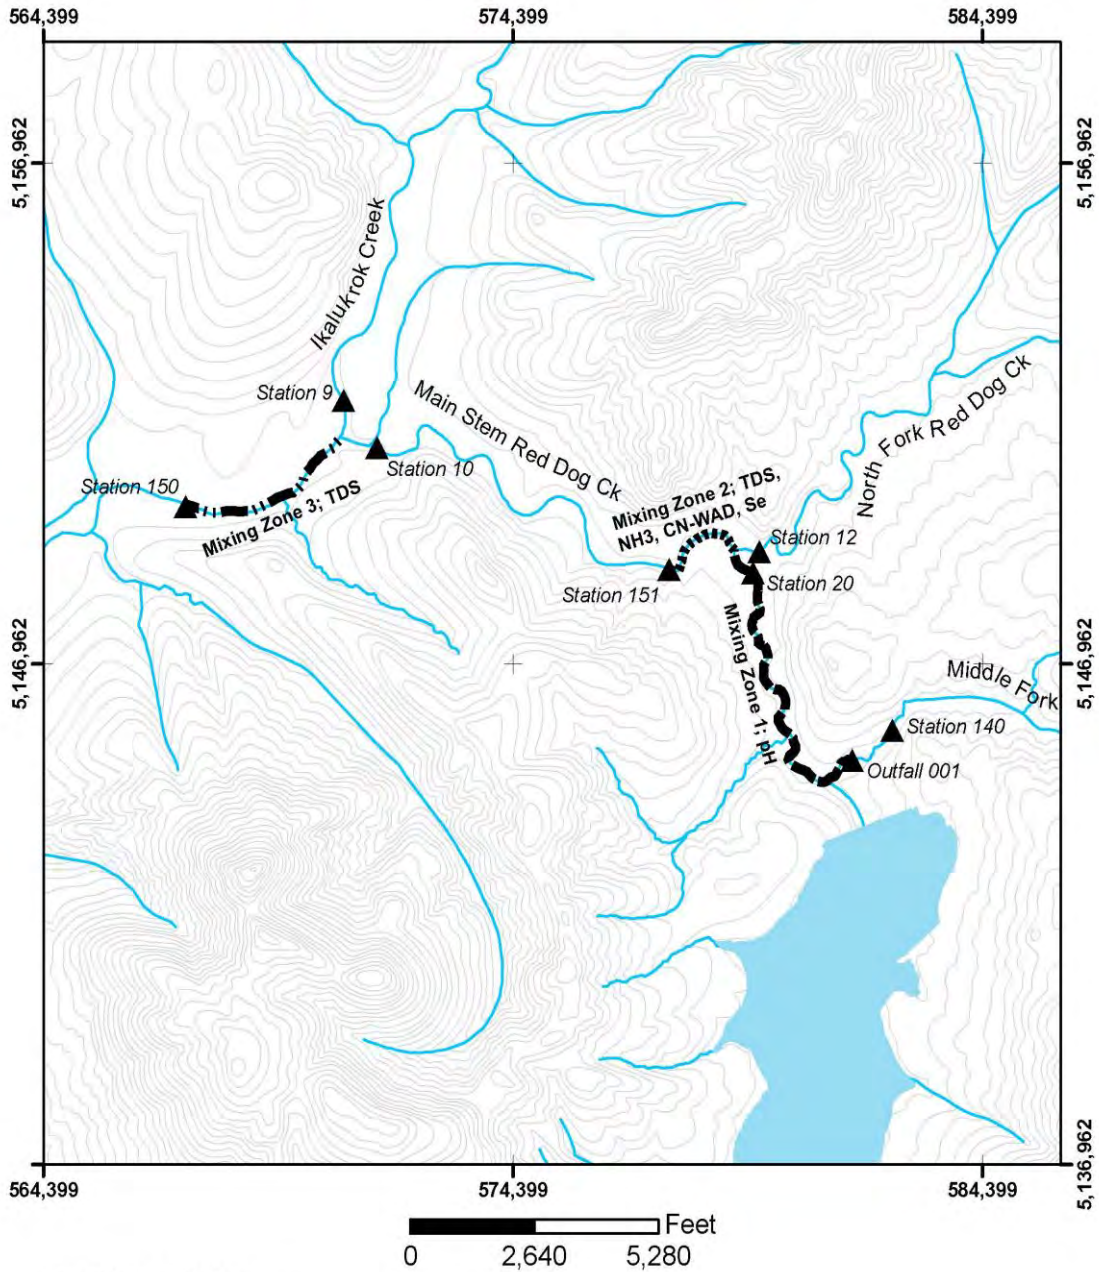 564,399
574,399
584,399
5,156,962
5,156,962
Ikalukrok Creek
Station 9
Main Stem Red Dog Ck
North Fork Red Dog Ck
Station 10
Station 150
Mixing Zone 3; TDS
Mixing Zone 2; TDS,
NH3, CN-WAD, Se
Station 12
Station 151
Station 20
Mixing Zone 1; pH
5,146,962
5,146,962
Middle Fork
Station 140
Outfall 001
5,136,962
5,136,962
564,399
574,399
584,399
Feet
0
2,640
5,280